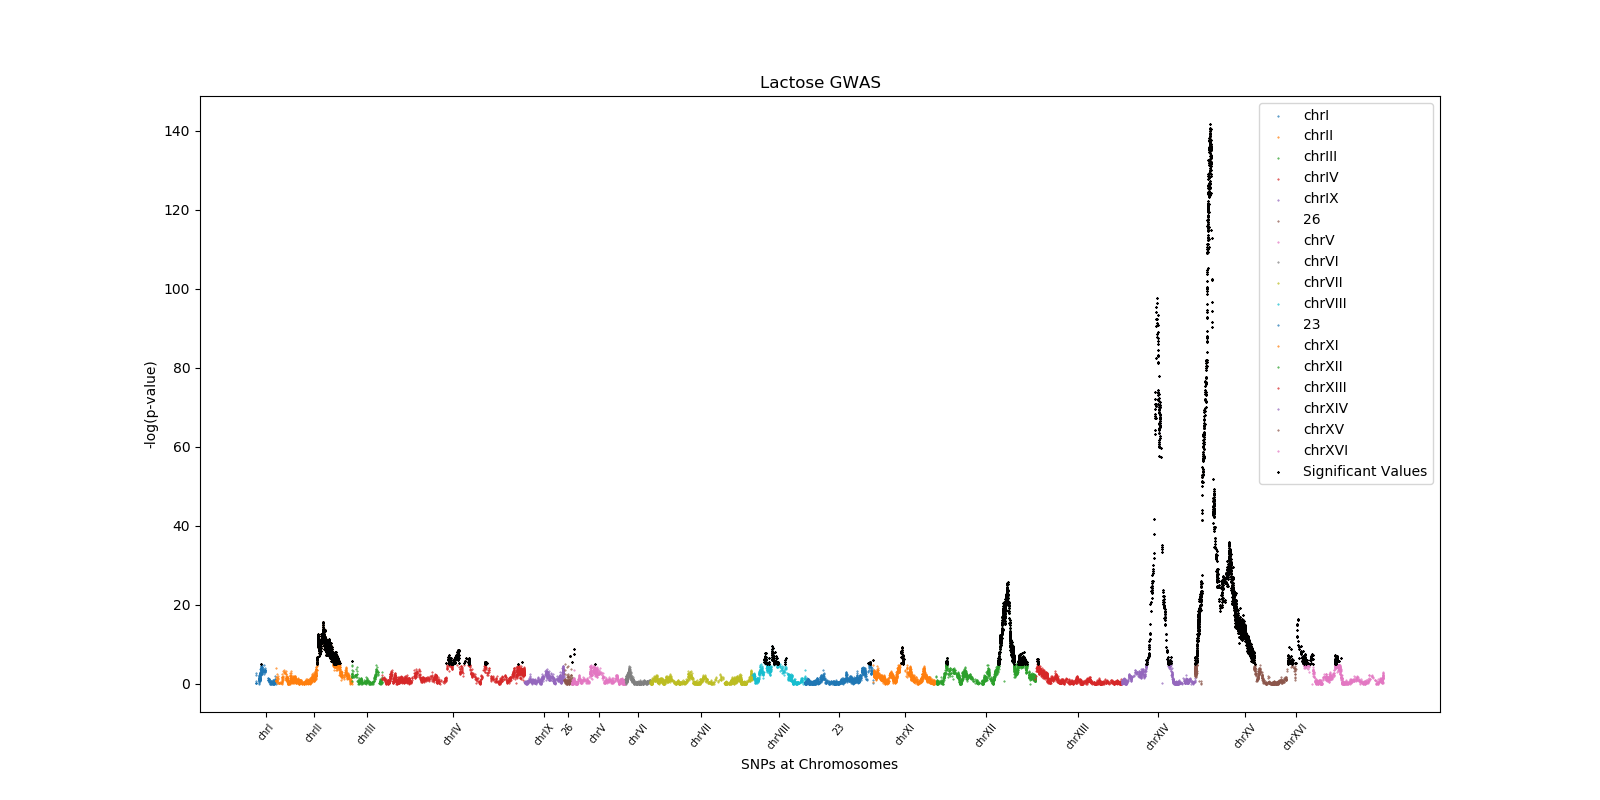 Lactose GWAS
-log(p-value)
140
120
100
80
60
40
20
0
chrI
chrII
chrIII
chrIV
chrIX
26
chrV
chrVI
chrVII
chrVIII
23
chrXI
chrXII
chrXIII
chrXIV
chrXV
chrXVI
Significant Values
chrI
chrII
chrIII
chrIV
chrIX
26
chrV
chrVI
chrVII
chrVIII
23
chrXI
chrXII
chrXIII
chrXIV
chrXV
chrXVI
SNPs at Chromosomes